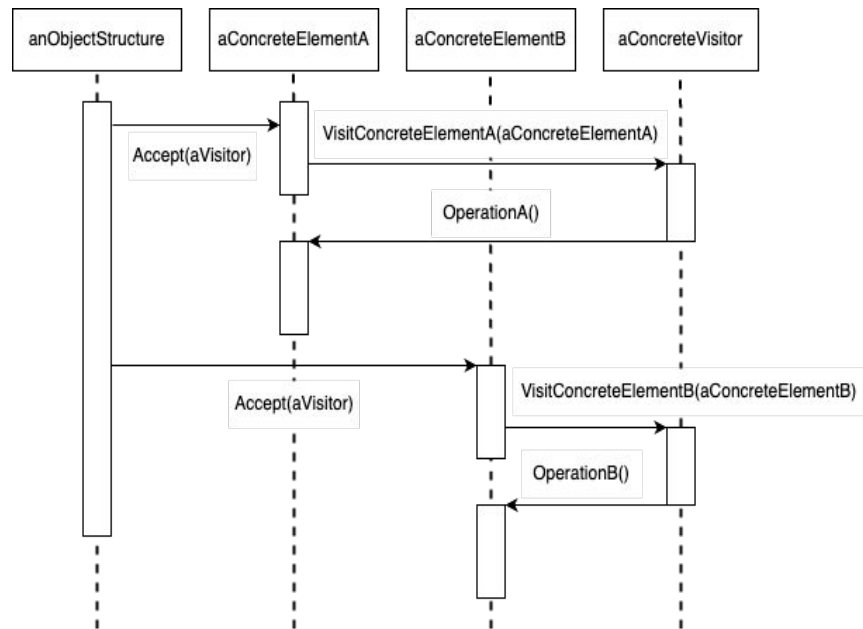 anObjectStructure
aConcreteElementA
aConcreteElementB
aConcreteVisitor
Accept(aVisitor)
VisitConcreteElementA(aConcreteElementA)
OperationA()
Accept(aVisitor)
VisitConcreteElementB(aConcreteElementB)
OperationB()